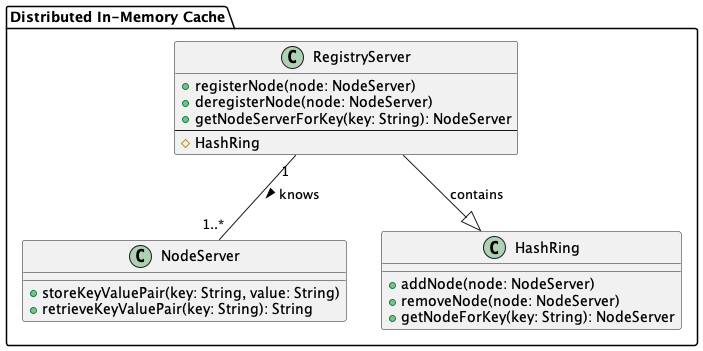 Distributed In-Memory Cache
C RegistryServer
registerNode(node: NodeServer)
deregisterNode(node: NodeServer)
getNodeServerForKey(key: String): NodeServer
HashRing
1
knows
1..*
contains
C NodeServer
storeKeyValuePair(key: String, value: String)
retrieveKeyValuePair(key: String): String
C HashRing
addNode(node: NodeServer)
removeNode(node: NodeServer)
getNodeForKey(key: String): NodeServer